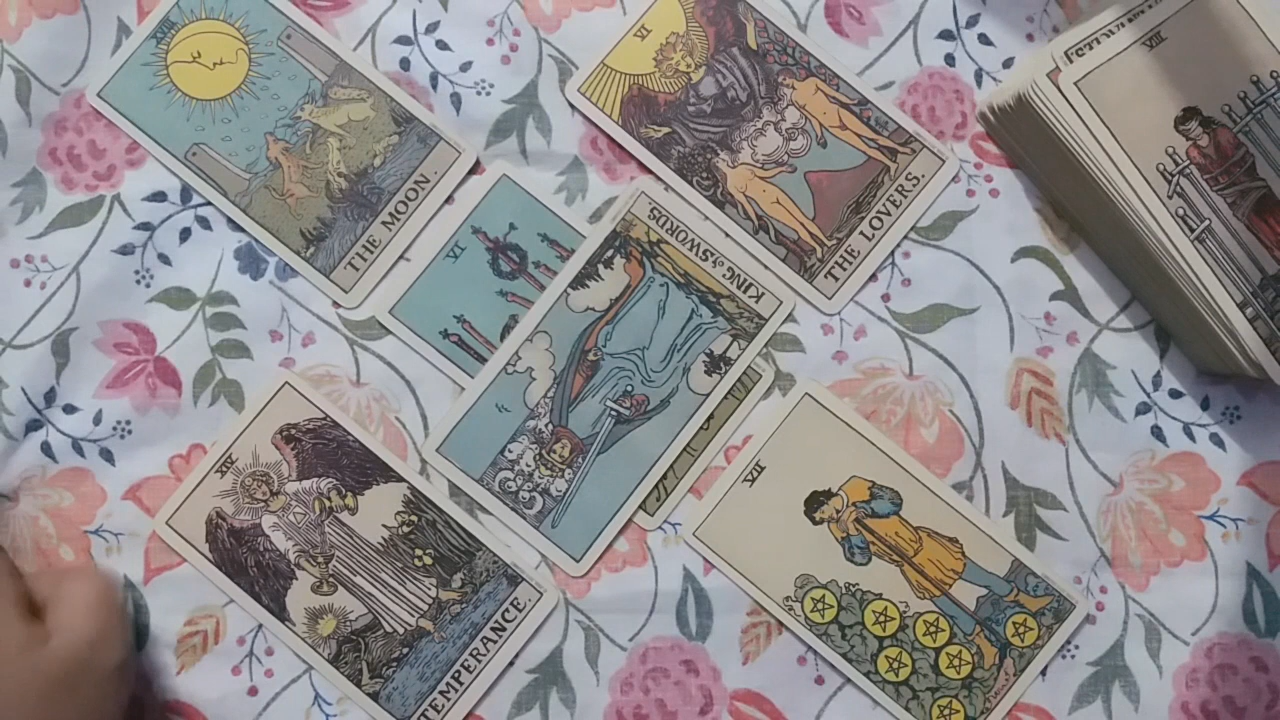 XVIII
THE MOON.
VI
THE LOVERS.
VIII
VI
KING of SWORDS.
XIV
TEMPERANCE.
VII